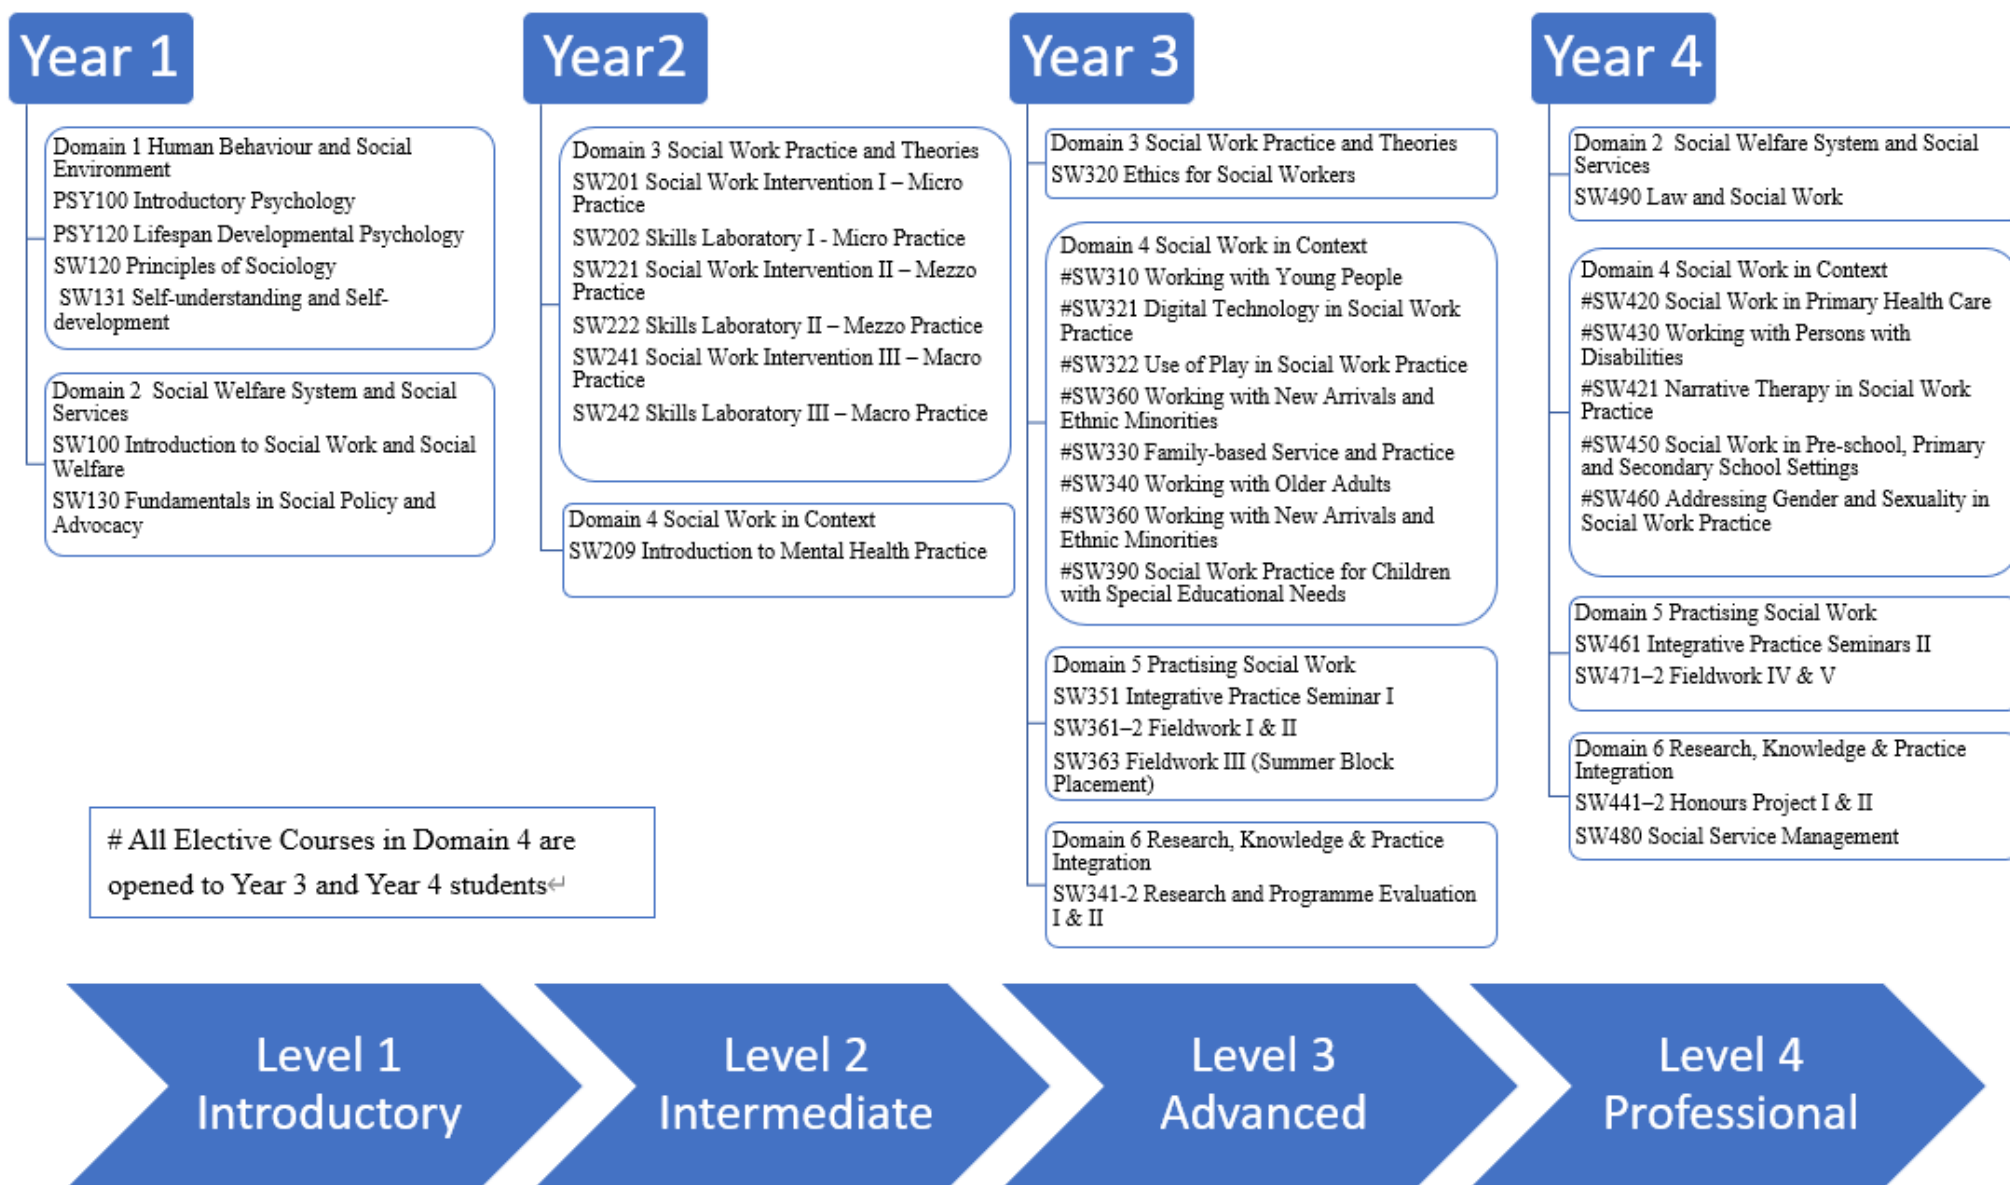 Year 1
Domain 1 Human Behaviour and Social
Environment
PSY100 Introductory Psychology
PSY120 Lifespan Developmental Psychology
SW120 Principles of Sociology
SW131 Self-understanding and Self-
development
Domain 2  Social Welfare System and Social
Services
SW100 Introduction to Social Work and Social
Welfare
SW130 Fundamentals in Social Policy and
Advocacy
Year2
Domain 3 Social Work Practice and Theories
SW201 Social Work Intervention I – Micro
Practice
SW202 Skills Laboratory I - Micro Practice
SW221 Social Work Intervention II – Mezzo
Practice
SW222 Skills Laboratory II – Mezzo Practice
SW241 Social Work Intervention III – Macro
Practice
SW242 Skills Laboratory III – Macro Practice
Domain 4 Social Work in Context
SW209 Introduction to Mental Health Practice
Year 3
Domain 3 Social Work Practice and Theories
SW320 Ethics for Social Workers
Domain 4 Social Work in Context
#SW310 Working with Young People
#SW321 Digital Technology in Social Work
Practice
#SW322 Use of Play in Social Work Practice
#SW360 Working with New Arrivals and
Ethnic Minorities
#SW330 Family-based Service and Practice
#SW340 Working with Older Adults
#SW360 Working with New Arrivals and
Ethnic Minorities
#SW390 Social Work Practice for Children
with Special Educational Needs
Domain 5 Practising Social Work
SW351 Integrative Practice Seminar I
SW361–2 Fieldwork I & II
SW363 Fieldwork III (Summer Block
Placement)
Domain 6 Research, Knowledge & Practice
Integration
SW341-2 Research and Programme Evaluation
I & II
Year 4
Domain 2  Social Welfare System and Social
Services
SW490 Law and Social Work
Domain 4 Social Work in Context
#SW420 Social Work in Primary Health Care
#SW430 Working with Persons with
Disabilities
#SW421 Narrative Therapy in Social Work
Practice
#SW450 Social Work in Pre-school, Primary
and Secondary School Settings
#SW460 Addressing Gender and Sexuality in
Social Work Practice
Domain 5 Practising Social Work
SW461 Integrative Practice Seminars II
SW471–2 Fieldwork IV & V
Domain 6 Research, Knowledge & Practice
Integration
SW441–2 Honours Project I & II
SW480 Social Service Management
# All Elective Courses in Domain 4 are
opened to Year 3 and Year 4 students↵
Level 1
Introductory
Level 2
Intermediate
Level 3
Advanced
Level 4
Professional